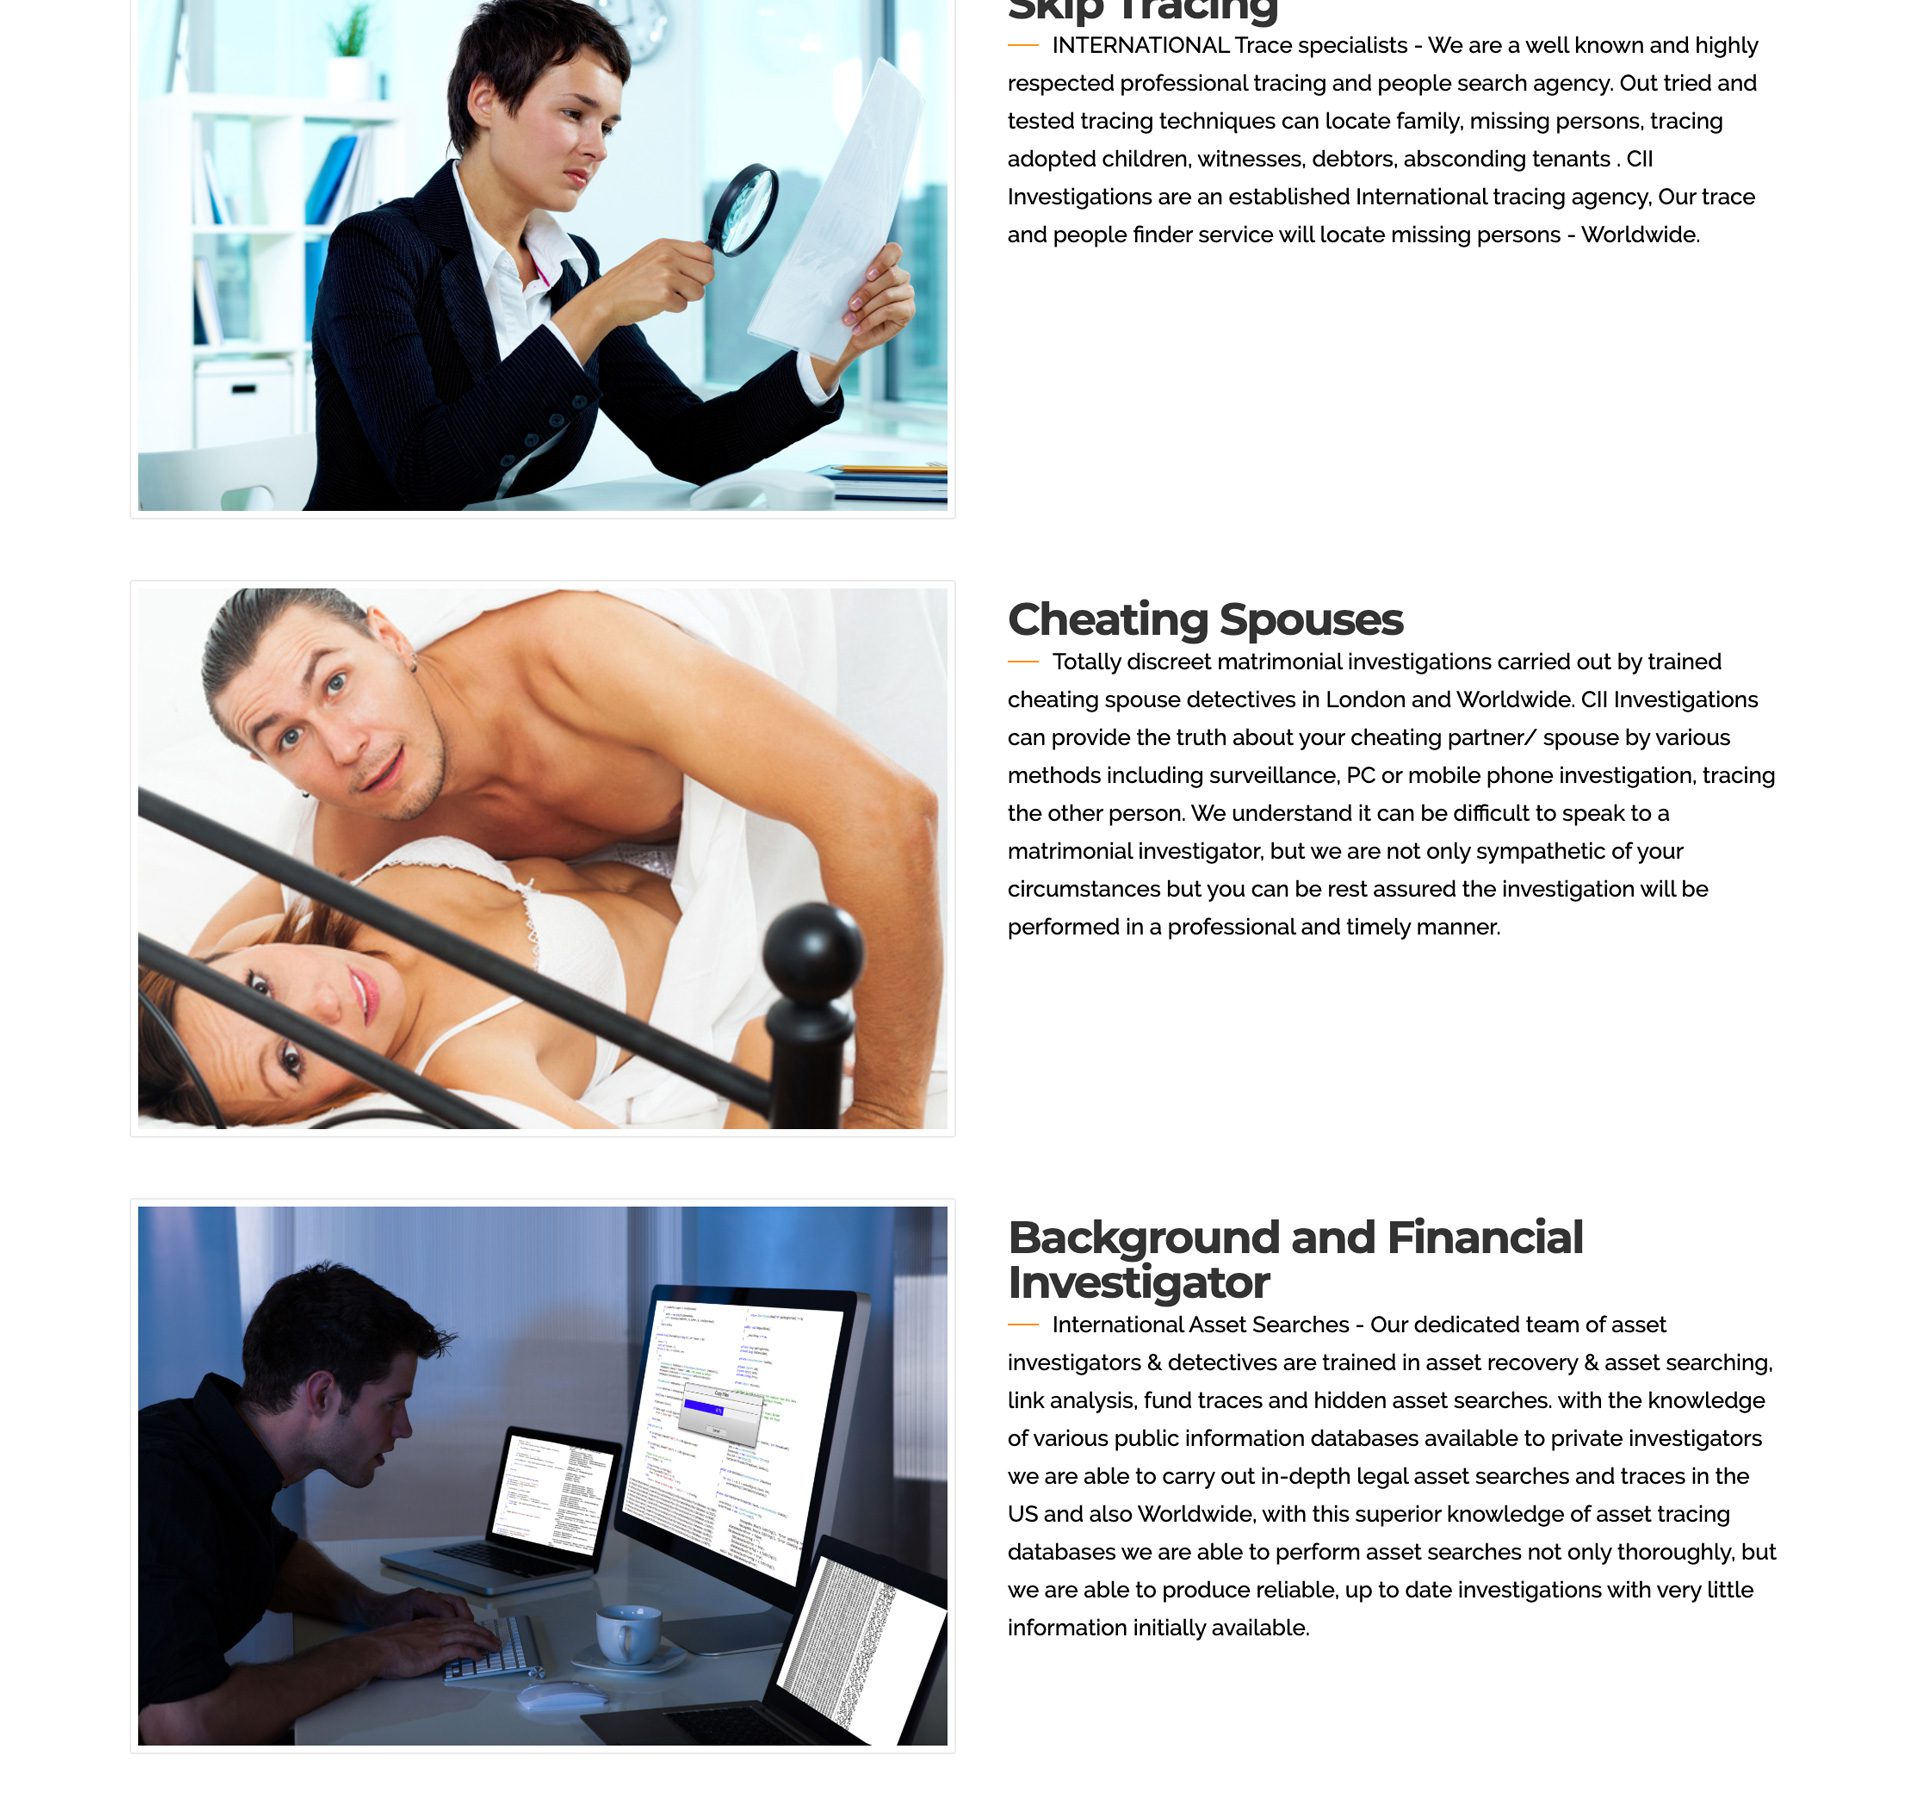 Skip Tracing
INTERNATIONAL Trace specialists - We are a well known and highly
respected professional tracing and people search agency. Out tried and
tested tracing techniques can locate family, missing persons, tracing
adopted children, witnesses, debtors, absconding tenants . CII
Investigations are an established International tracing agency, Our trace
and people finder service will locate missing persons - Worldwide.
Cheating Spouses
Totally discreet matrimonial investigations carried out by trained
cheating spouse detectives in London and Worldwide. CII Investigations
can provide the truth about your cheating partner/ spouse by various
methods including surveillance, PC or mobile phone investigation, tracing
the other person. We understand it can be difficult to speak to a
matrimonial investigator, but we are not only sympathetic of your
circumstances but you can be rest assured the investigation will be
performed in a professional and timely manner.
Background and Financial
Investigator
International Asset Searches - Our dedicated team of asset
investigators & detectives are trained in asset recovery & asset searching,
link analysis, fund traces and hidden asset searches. with the knowledge
of various public information databases available to private investigators
we are able to carry out in-depth legal asset searches and traces in the
US and also Worldwide, with this superior knowledge of asset tracing
databases we are able to perform asset searches not only thoroughly, but
we are able to produce reliable, up to date investigations with very little
information initially available.